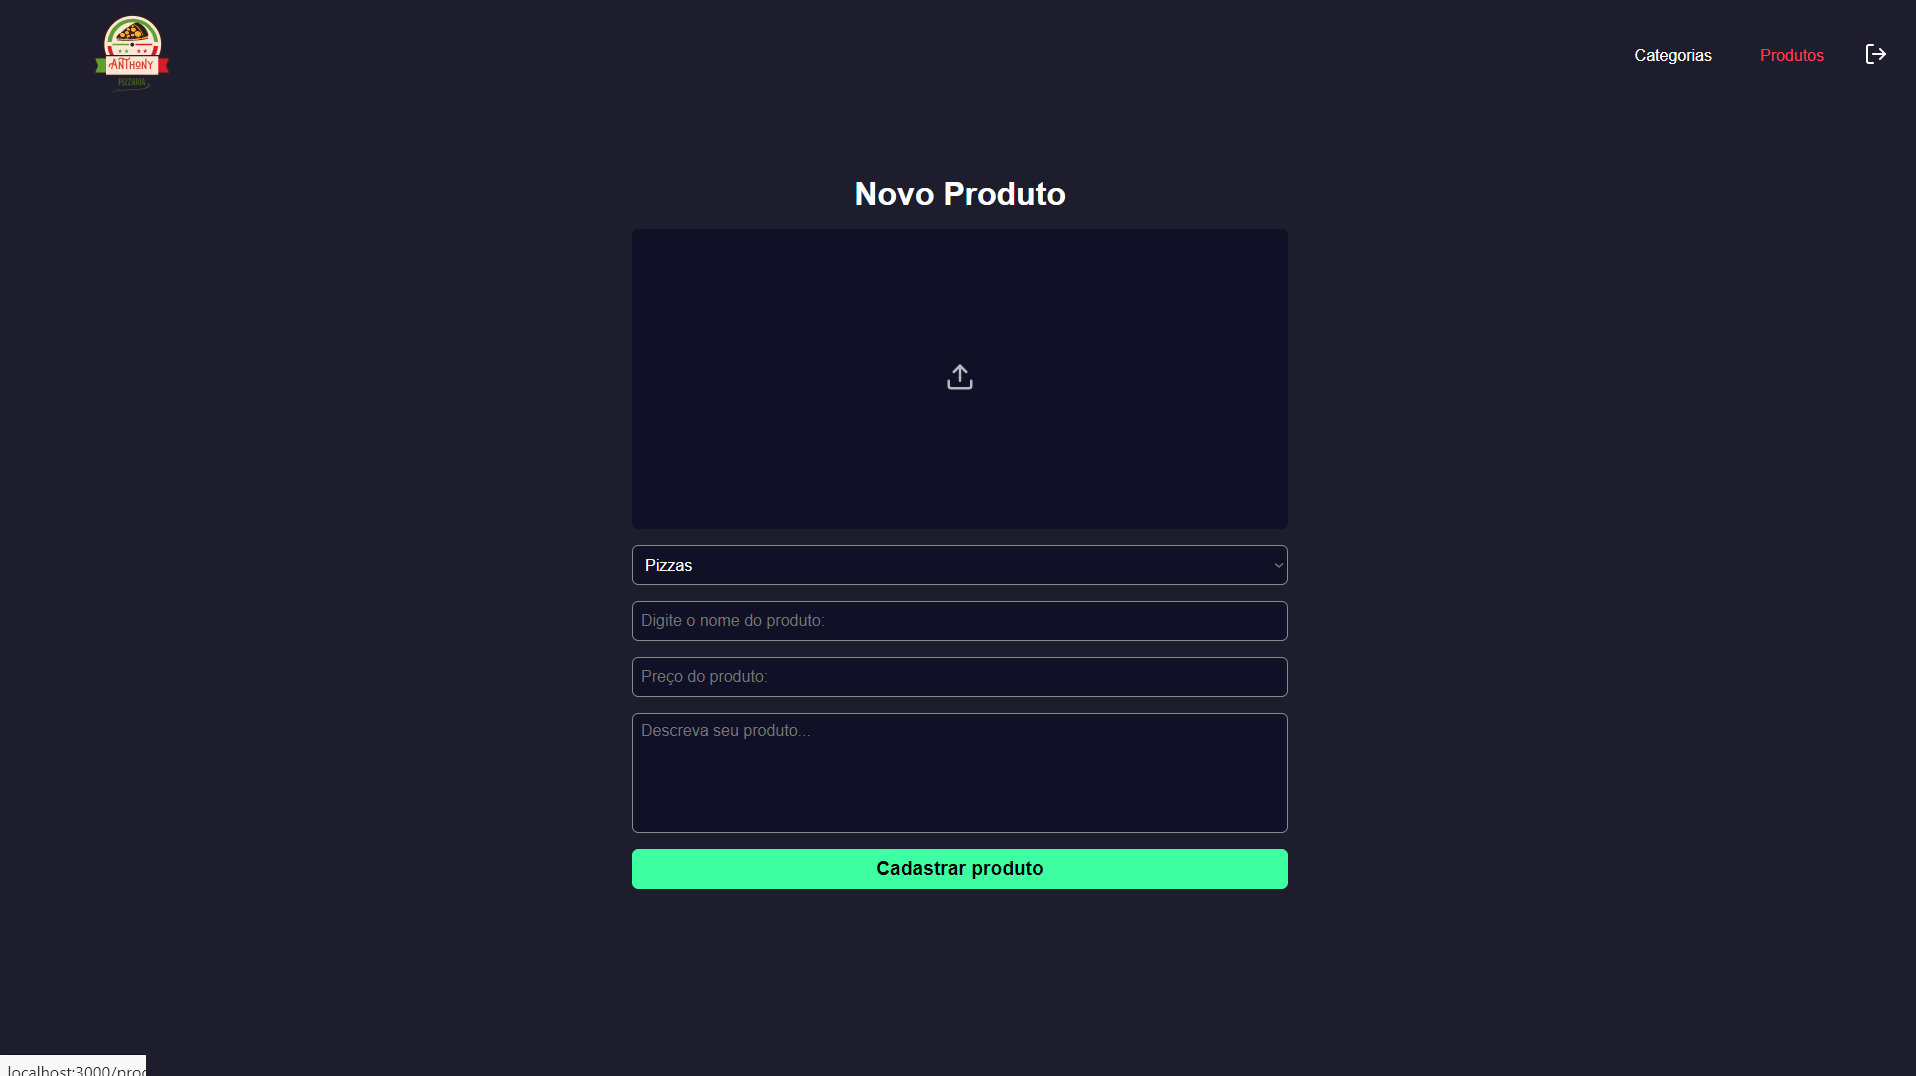 ANTHONY
PIZZARIA
Categorias
Produtos
Novo Produto
Pizzas
Digite o nome do produto:
Preço do produto:
Descreva seu produto...
Cadastrar produto
localhost:3000/prod